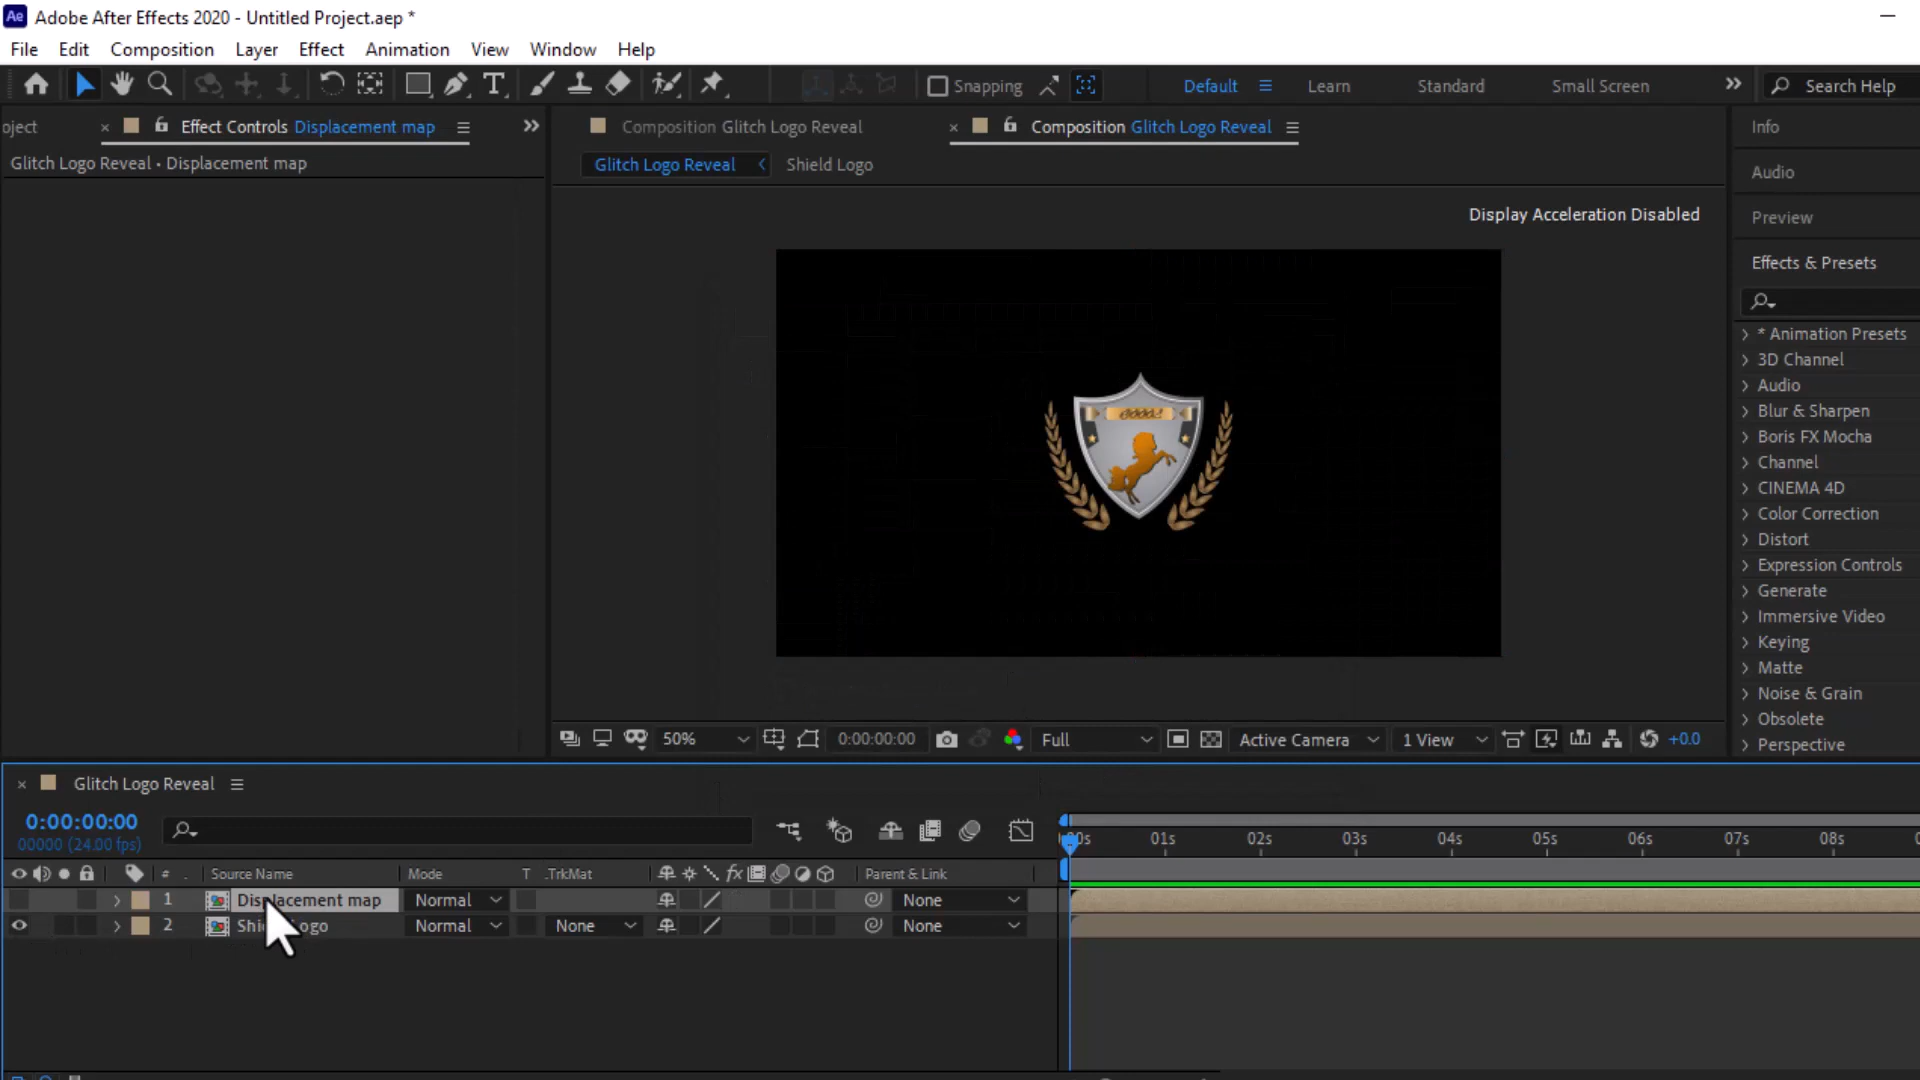 Ae Adobe After Effects 2020 - Untitled Project.aep *
File Edit Composition Layer Effect Animation View Window Help
Snapping Default Learn Standard Small Screen Search Help
oject × Effect Controls Displacement map Composition Glitch Logo Reveal × Composition Glitch Logo Reveal Info
Glitch Logo Reveal • Displacement map Glitch Logo Reveal Shield Logo
Audio
Display Acceleration Disabled Preview
Effects & Presets
* Animation Presets
3D Channel
Audio
Blur & Sharpen
Boris FX Mocha
Channel
CINEMA 4D
Color Correction
Distort
Expression Controls
Generate
Immersive Video
Keying
Matte
Noise & Grain
Obsolete
Perspective
50% 0:00:00:00 Full Active Camera 1 View +0.0
× Glitch Logo Reveal
0:00:00:00
00000 (24.00 fps)
01s 02s 03s 04s 05s 06s 07s 08s
# . Source Name Mode T .TrkMat fx Parent & Link
1 Displacement map Normal None
2 Normal None None